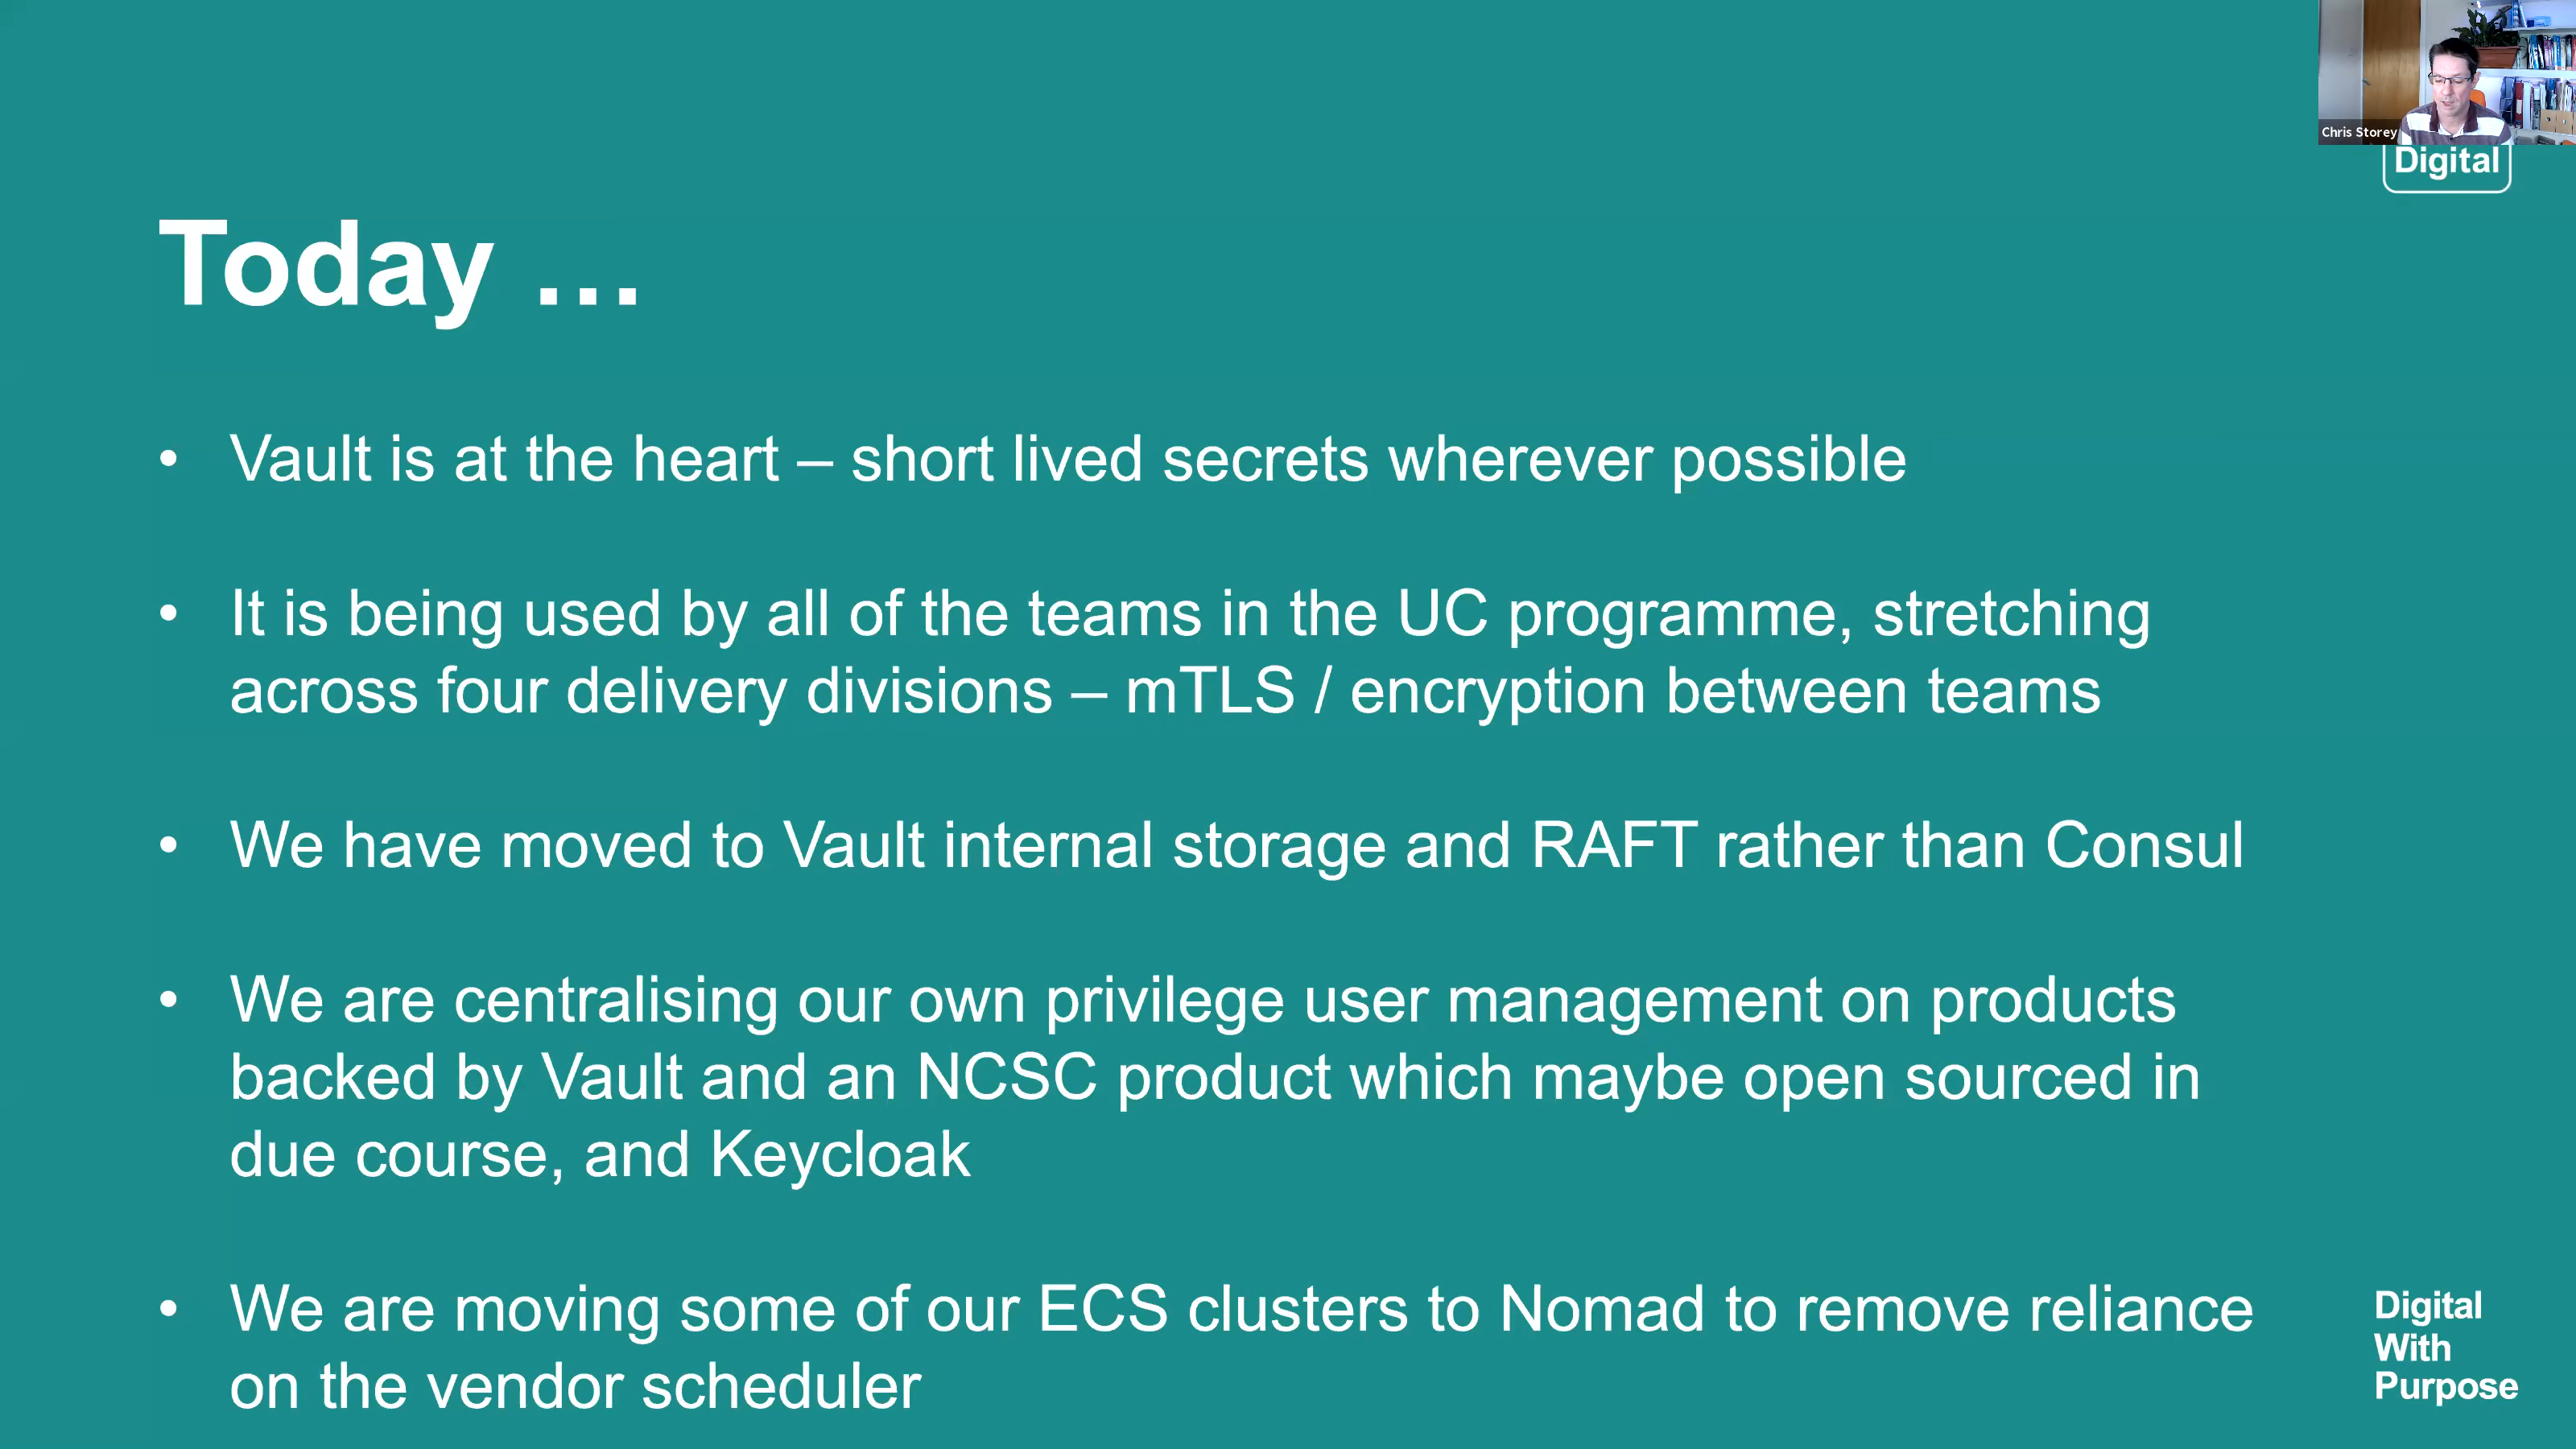 Chris Storey
Digital
Today …
• Vault is at the heart – short lived secrets wherever possible
• It is being used by all of the teams in the UC programme, stretching
across four delivery divisions – mTLS / encryption between teams
• We have moved to Vault internal storage and RAFT rather than Consul
• We are centralising our own privilege user management on products
backed by Vault and an NCSC product which maybe open sourced in
due course, and Keycloak
• We are moving some of our ECS clusters to Nomad to remove reliance
on the vendor scheduler
Digital
With
Purpose